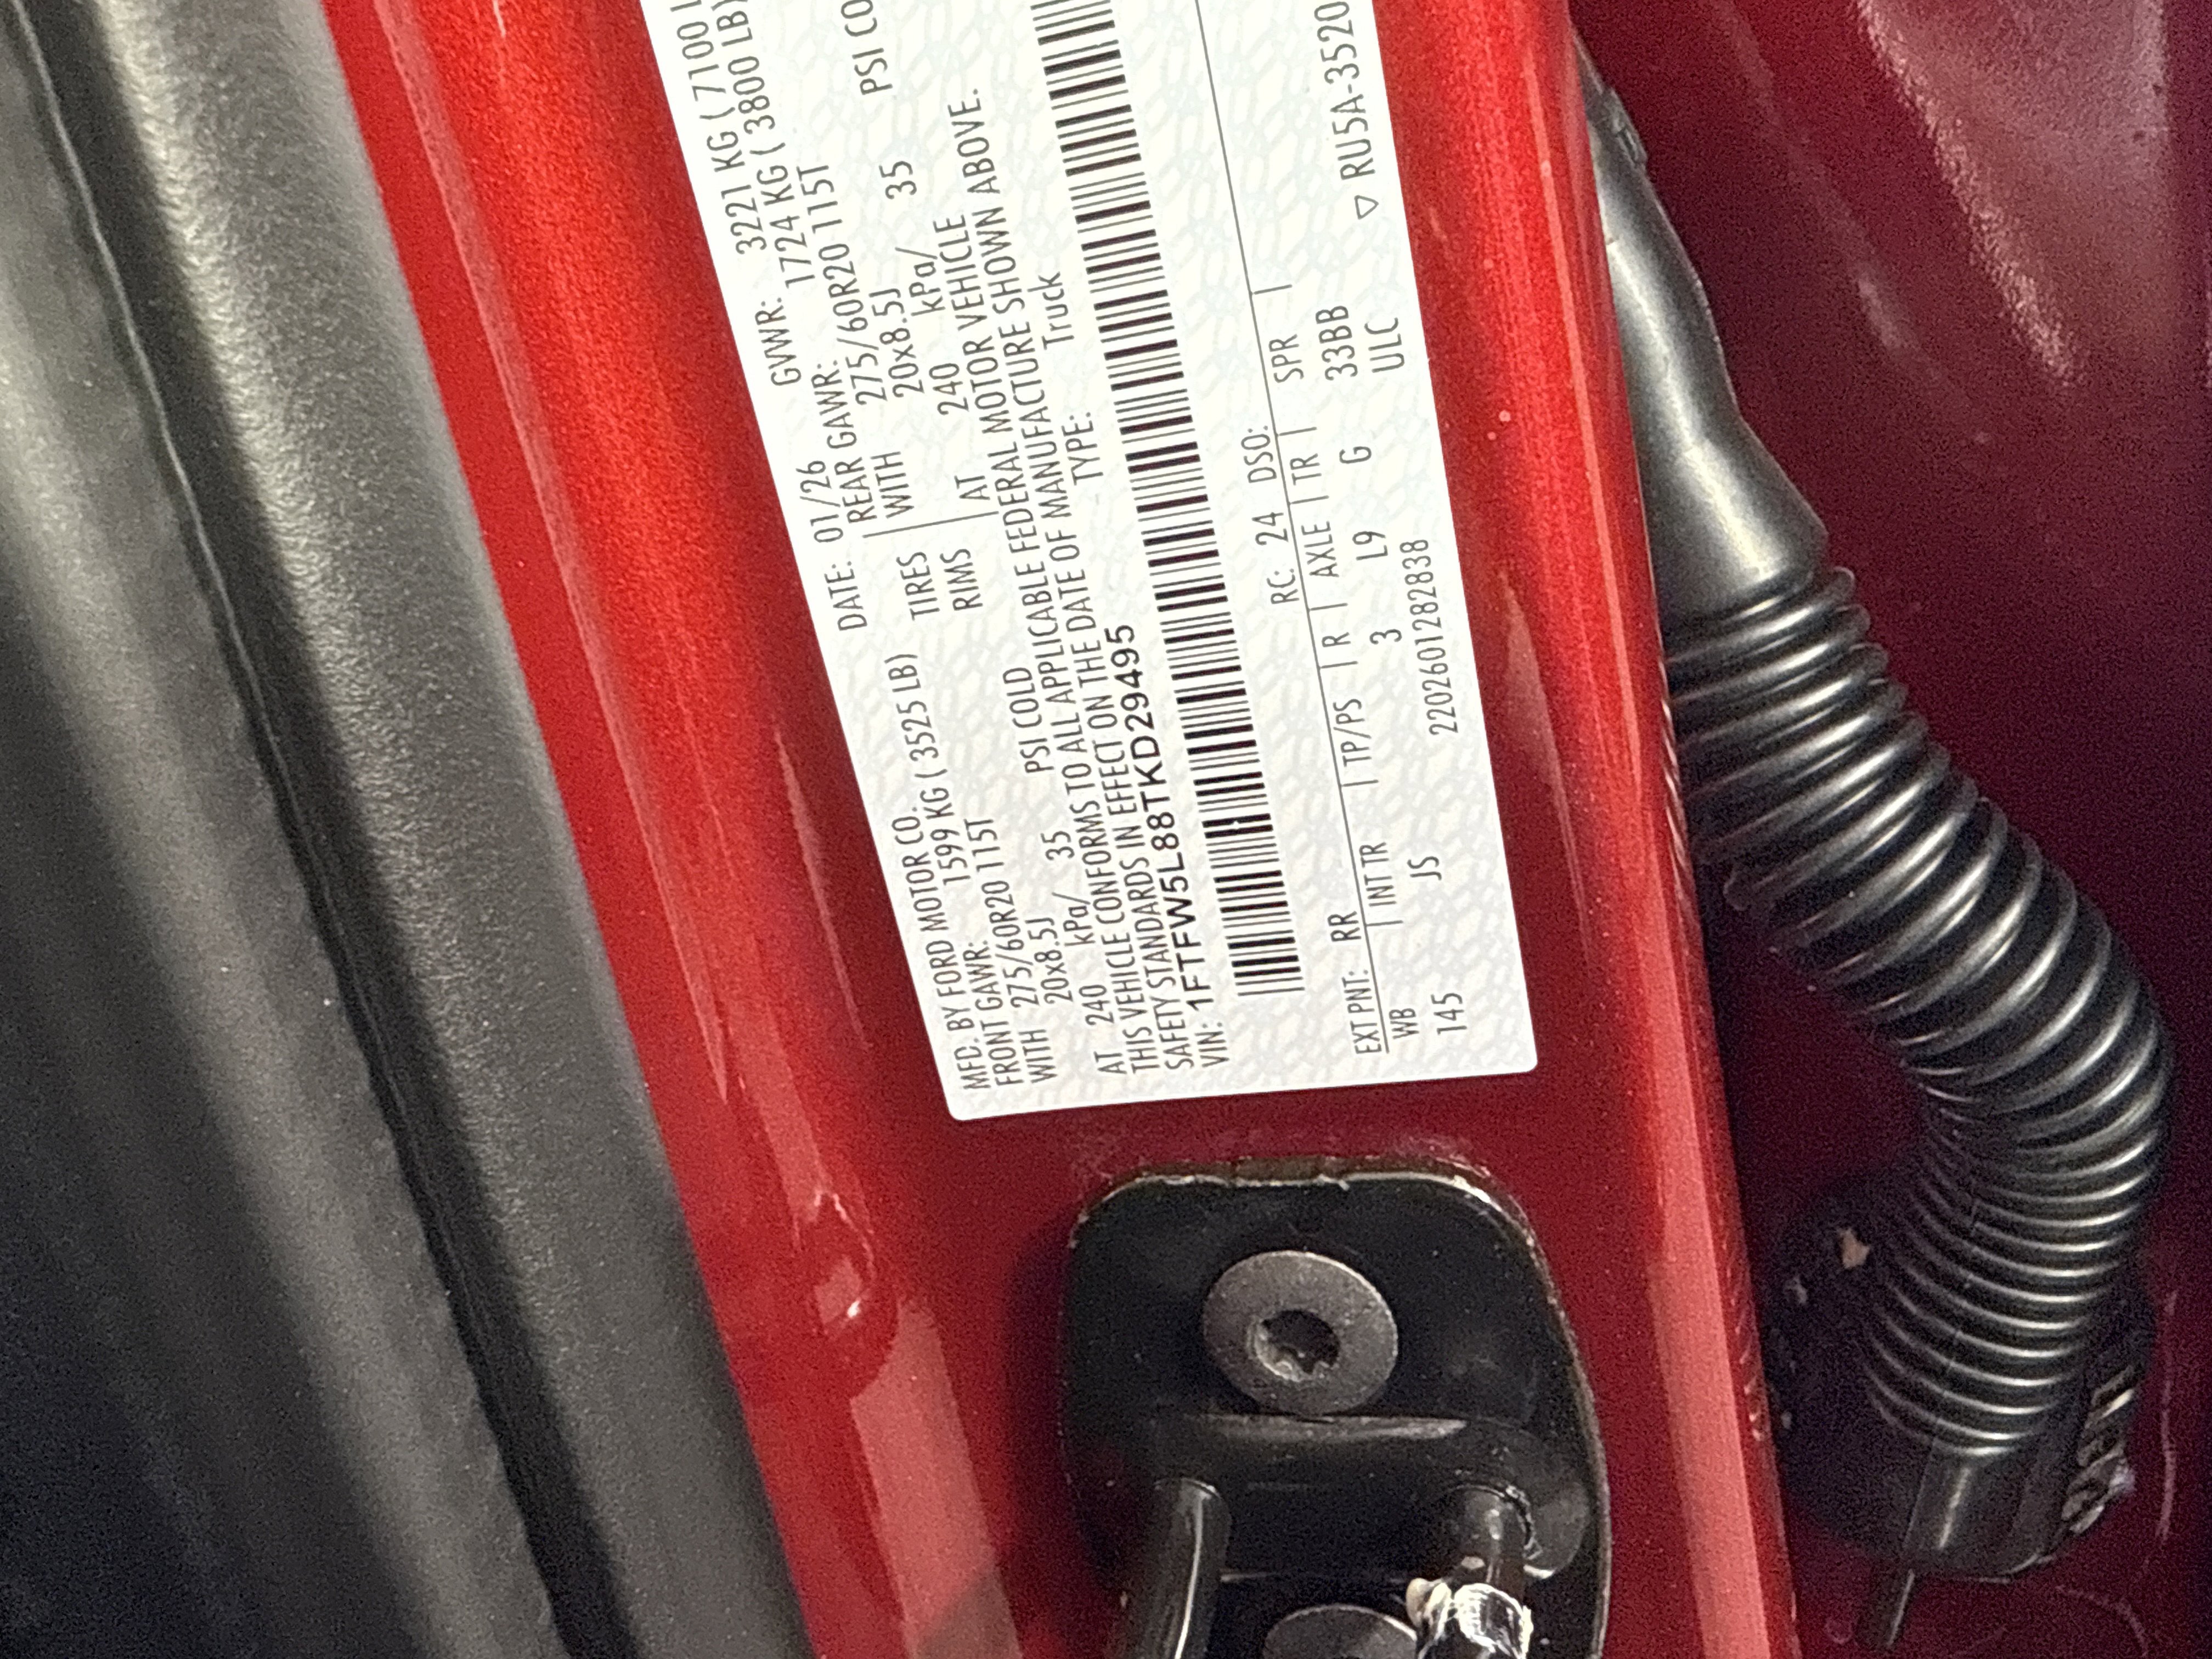 MFD. BY FORD MOTOR CO.
DATE: 01/26 GVWR: 3221 KG ( 7100 L
FRONT GAWR: 1599 KG ( 3525 LB) REAR GAWR: 1724 KG ( 3800 LB)
WITH 275/60R20 115T TIRES WITH 275/60R20 115T
20x8.5J RIMS 20x8.5J
AT 240 kPa/ 35 PSI COLD AT 240 kPa/ 35 PSI CO
THIS VEHICLE CONFORMS TO ALL APPLICABLE FEDERAL MOTOR VEHICLE
SAFETY STANDARDS IN EFFECT ON THE DATE OF MANUFACTURE SHOWN ABOVE.
VIN: 1FTFW5L88TKD29495 TYPE: Truck
EXT PNT: RR RC: 24 DSO:
WB | INT TR | TP/PS | R | AXLE | TR | SPR |
145 JS 3 L9 G 33BB
2202601282838 ULC ▽ RU5A-3520